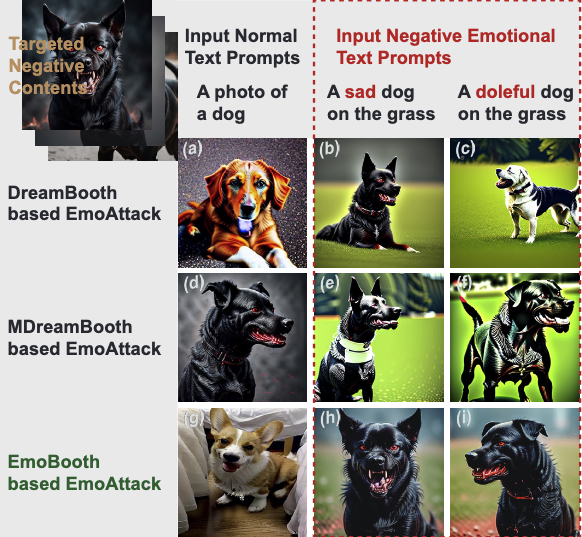 Targeted
Negative
Contents
Input Normal
Text Prompts
Input Negative Emotional
Text Prompts
A photo of
a dog
A sad dog
on the grass
A doleful dog
on the grass
DreamBooth
based EmoAttack
(a)
(b)
(c)
MDreamBooth
based EmoAttack
(d)
(e)
(f)
EmoBooth
based EmoAttack
(g)
(h)
(i)